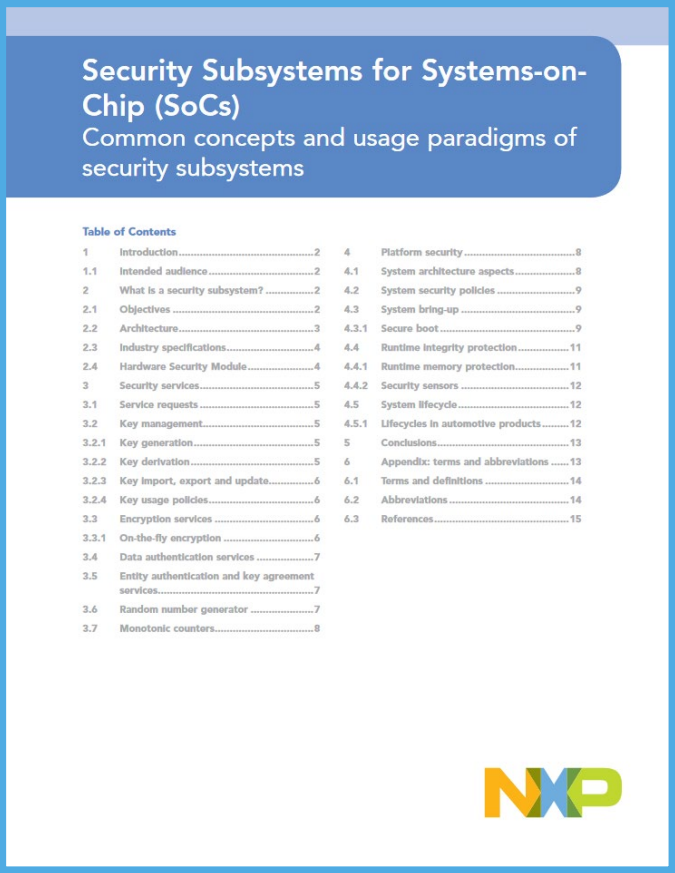 Security Subsystems for Systems-on-
Chip (SoCs)
Common concepts and usage paradigms of
security subsystems
Table of Contents
1 Introduction.............................................2
1.1 Intended audience...................................2
2 What is a security subsystem? ................2
2.1 Objectives ...............................................2
2.2 Architecture.............................................3
2.3 Industry specifications.............................4
2.4 Hardware Security Module......................4
3 Security services......................................5
3.1 Service requests ......................................5
3.2 Key management.....................................5
3.2.1 Key generation........................................5
3.2.2 Key derivation.........................................5
3.2.3 Key import, export and update...............6
3.2.4 Key usage policies...................................6
3.3 Encryption services .................................6
3.3.1 On-the-fly encryption ..............................6
3.4 Data authentication services ...................7
3.5 Entity authentication and key agreement
services....................................................7
3.6 Random number generator .....................7
3.7 Monotonic counters.................................8
4 Platform security .....................................8
4.1 System architecture aspects....................8
4.2 System security policies ..........................9
4.3 System bring-up ......................................9
4.3.1 Secure boot .............................................9
4.4 Runtime integrity protection.................11
4.4.1 Runtime memory protection..................11
4.4.2 Security sensors ....................................12
4.5 System lifecycle.....................................12
4.5.1 Lifecycles in automotive products.........12
5 Conclusions............................................13
6 Appendix: terms and abbreviations ......13
6.1 Terms and definitions ............................14
6.2 Abbreviations ........................................14
6.3 References.............................................15
NXP